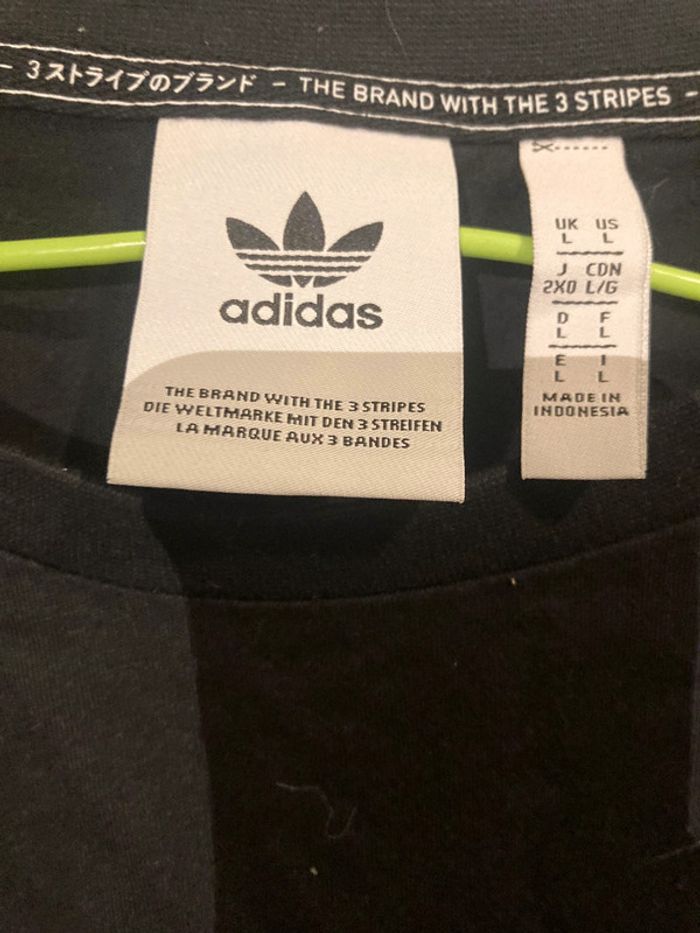 - 3ストライプのブランド - THE BRAND WITH THE 3 STRIPES -
adidas
THE BRAND WITH THE 3 STRIPES
DIE WELTMARKE MIT DEN 3 STREIFEN
LA MARQUE AUX 3 BANDES
UK US
L L
J CDN
2XO L/G
D F
L L
E I
L L
MADE IN
INDONESIA